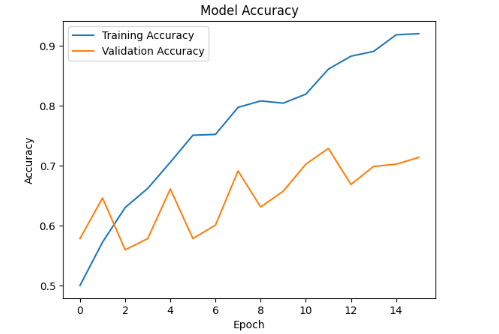 Model Accuracy
Training Accuracy
Validation Accuracy
0.9
0.8
0.7
0.6
0.5
Accuracy
0 2 4 6 8 10 12 14
Epoch